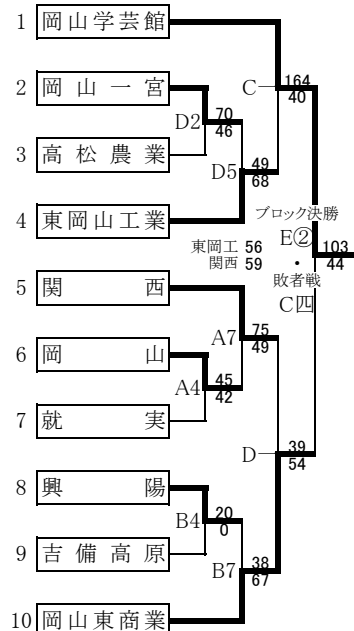 1 岡山学芸館
C一 164
40
2 岡山一宮
D2 70
46
3 高松農業
D5 49
68
4 東岡山工業
ブロック決勝
E② 103
44
・
敗者戦
C四
東岡工 56
関西 59
5 関西
A7 75
49
6 岡山
A4 45
42
7 就実
D一 39
54
8 興陽
B4 20
0
9 吉備高原
B7 38
67
10 岡山東商業